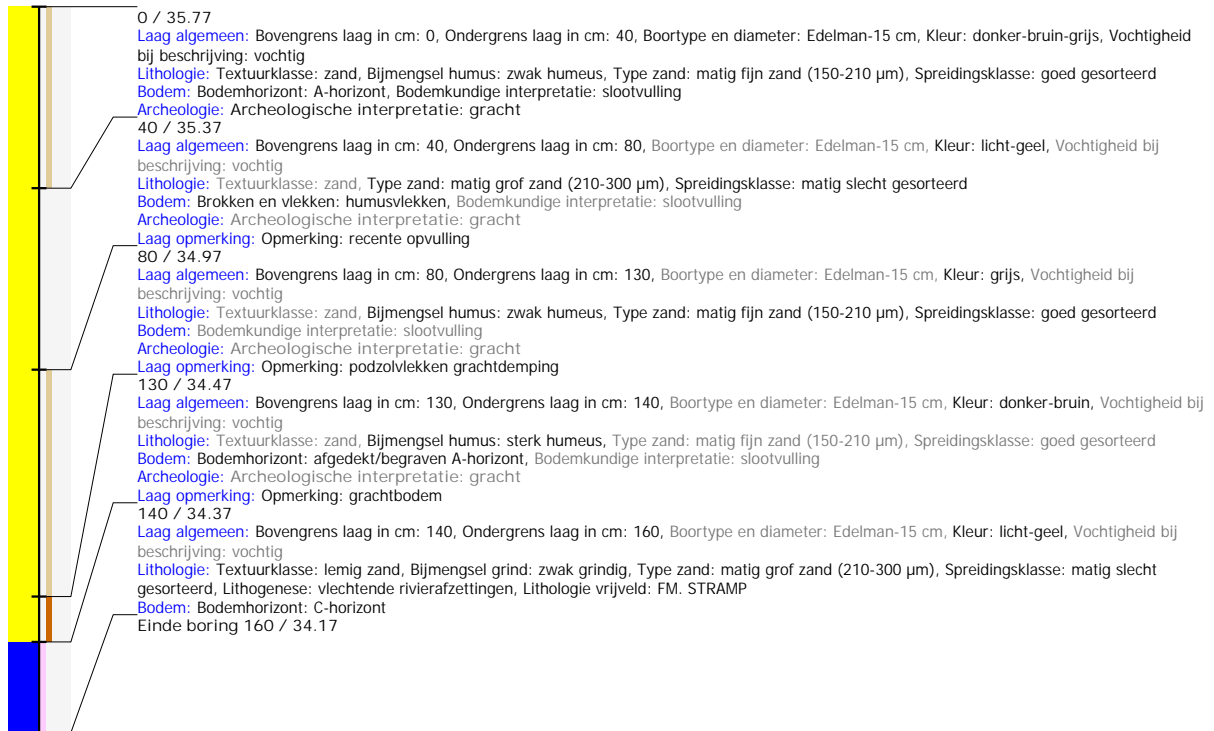 0 / 35.77
Laag algemeen: Bovengrens laag in cm: 0, Ondergrens laag in cm: 40, Boortype en diameter: Edelman-15 cm, Kleur: donker-bruin-grijs, Vochtigheid
bij beschrijving: vochtig
Lithologie: Textuurklasse: zand, Bijmengsel humus: zwak humeus, Type zand: matig fijn zand (150-210 µm), Spreidingsklasse: goed gesorteerd
Bodem: Bodemhorizont: A-horizont, Bodemkundige interpretatie: slootvulling
Archeologie: Archeologische interpretatie: gracht
40 / 35.37
Laag algemeen: Bovengrens laag in cm: 40, Ondergrens laag in cm: 80, Boortype en diameter: Edelman-15 cm, Kleur: licht-geel, Vochtigheid bij
beschrijving: vochtig
Lithologie: Textuurklasse: zand, Type zand: matig grof zand (210-300 µm), Spreidingsklasse: matig slecht gesorteerd
Bodem: Brokken en vlekken: humusvlekken, Bodemkundige interpretatie: slootvulling
Archeologie: Archeologische interpretatie: gracht
Laag opmerking: Opmerking: recente opvulling
80 / 34.97
Laag algemeen: Bovengrens laag in cm: 80, Ondergrens laag in cm: 130, Boortype en diameter: Edelman-15 cm, Kleur: grijs, Vochtigheid bij
beschrijving: vochtig
Lithologie: Textuurklasse: zand, Bijmengsel humus: zwak humeus, Type zand: matig fijn zand (150-210 µm), Spreidingsklasse: goed gesorteerd
Bodem: Bodemkundige interpretatie: slootvulling
Archeologie: Archeologische interpretatie: gracht
Laag opmerking: Opmerking: podzolvlekken grachtdemping
130 / 34.47
Laag algemeen: Bovengrens laag in cm: 130, Ondergrens laag in cm: 140, Boortype en diameter: Edelman-15 cm, Kleur: donker-bruin, Vochtigheid bij
beschrijving: vochtig
Lithologie: Textuurklasse: zand, Bijmengsel humus: sterk humeus, Type zand: matig fijn zand (150-210 µm), Spreidingsklasse: goed gesorteerd
Bodem: Bodemhorizont: afgedekt/begraven A-horizont, Bodemkundige interpretatie: slootvulling
Archeologie: Archeologische interpretatie: gracht
Laag opmerking: Opmerking: grachtbodem
140 / 34.37
Laag algemeen: Bovengrens laag in cm: 140, Ondergrens laag in cm: 160, Boortype en diameter: Edelman-15 cm, Kleur: licht-geel, Vochtigheid bij
beschrijving: vochtig
Lithologie: Textuurklasse: lemig zand, Bijmengsel grind: zwak grindig, Type zand: matig grof zand (210-300 µm), Spreidingsklasse: matig slecht
gesorteerd, Lithogenese: vlechtende rivierafzettingen, Lithologie vrijveld: FM. STRAMP
Bodem: Bodemhorizont: C-horizont
Einde boring 160 / 34.17